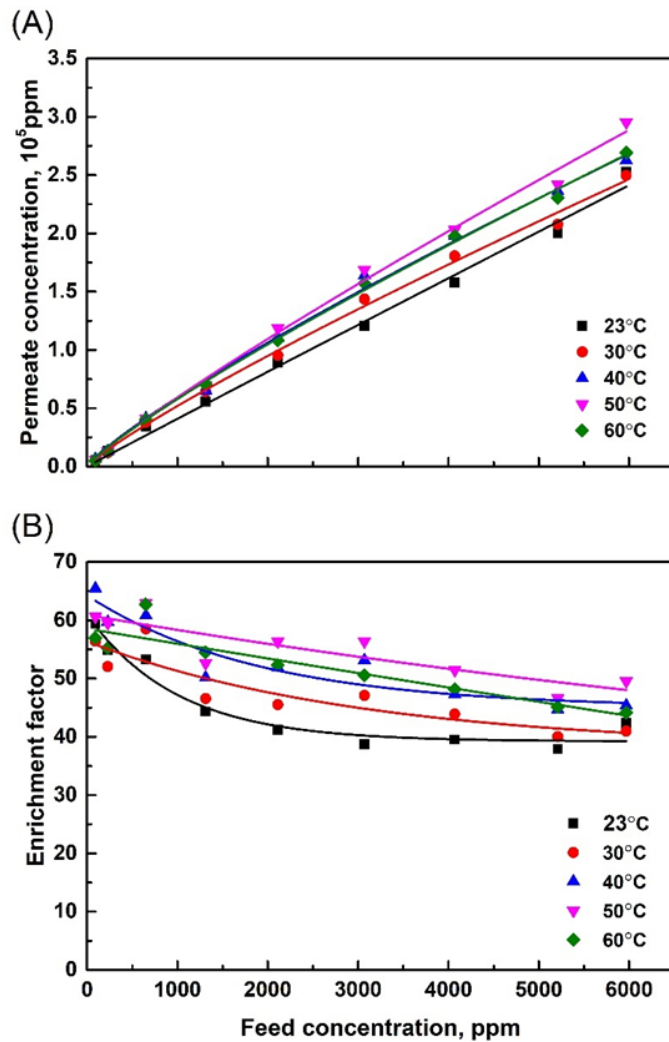 (A)
3.5
3.0
2.5
2.0
1.5
1.0
0.5
0.0
Permeate concentration, 10⁵ppm
23°C
30°C
40°C
50°C
60°C
(B)
70
60
50
40
30
20
10
0
Enrichment factor
23°C
30°C
40°C
50°C
60°C
0 1000 2000 3000 4000 5000 6000
Feed concentration, ppm